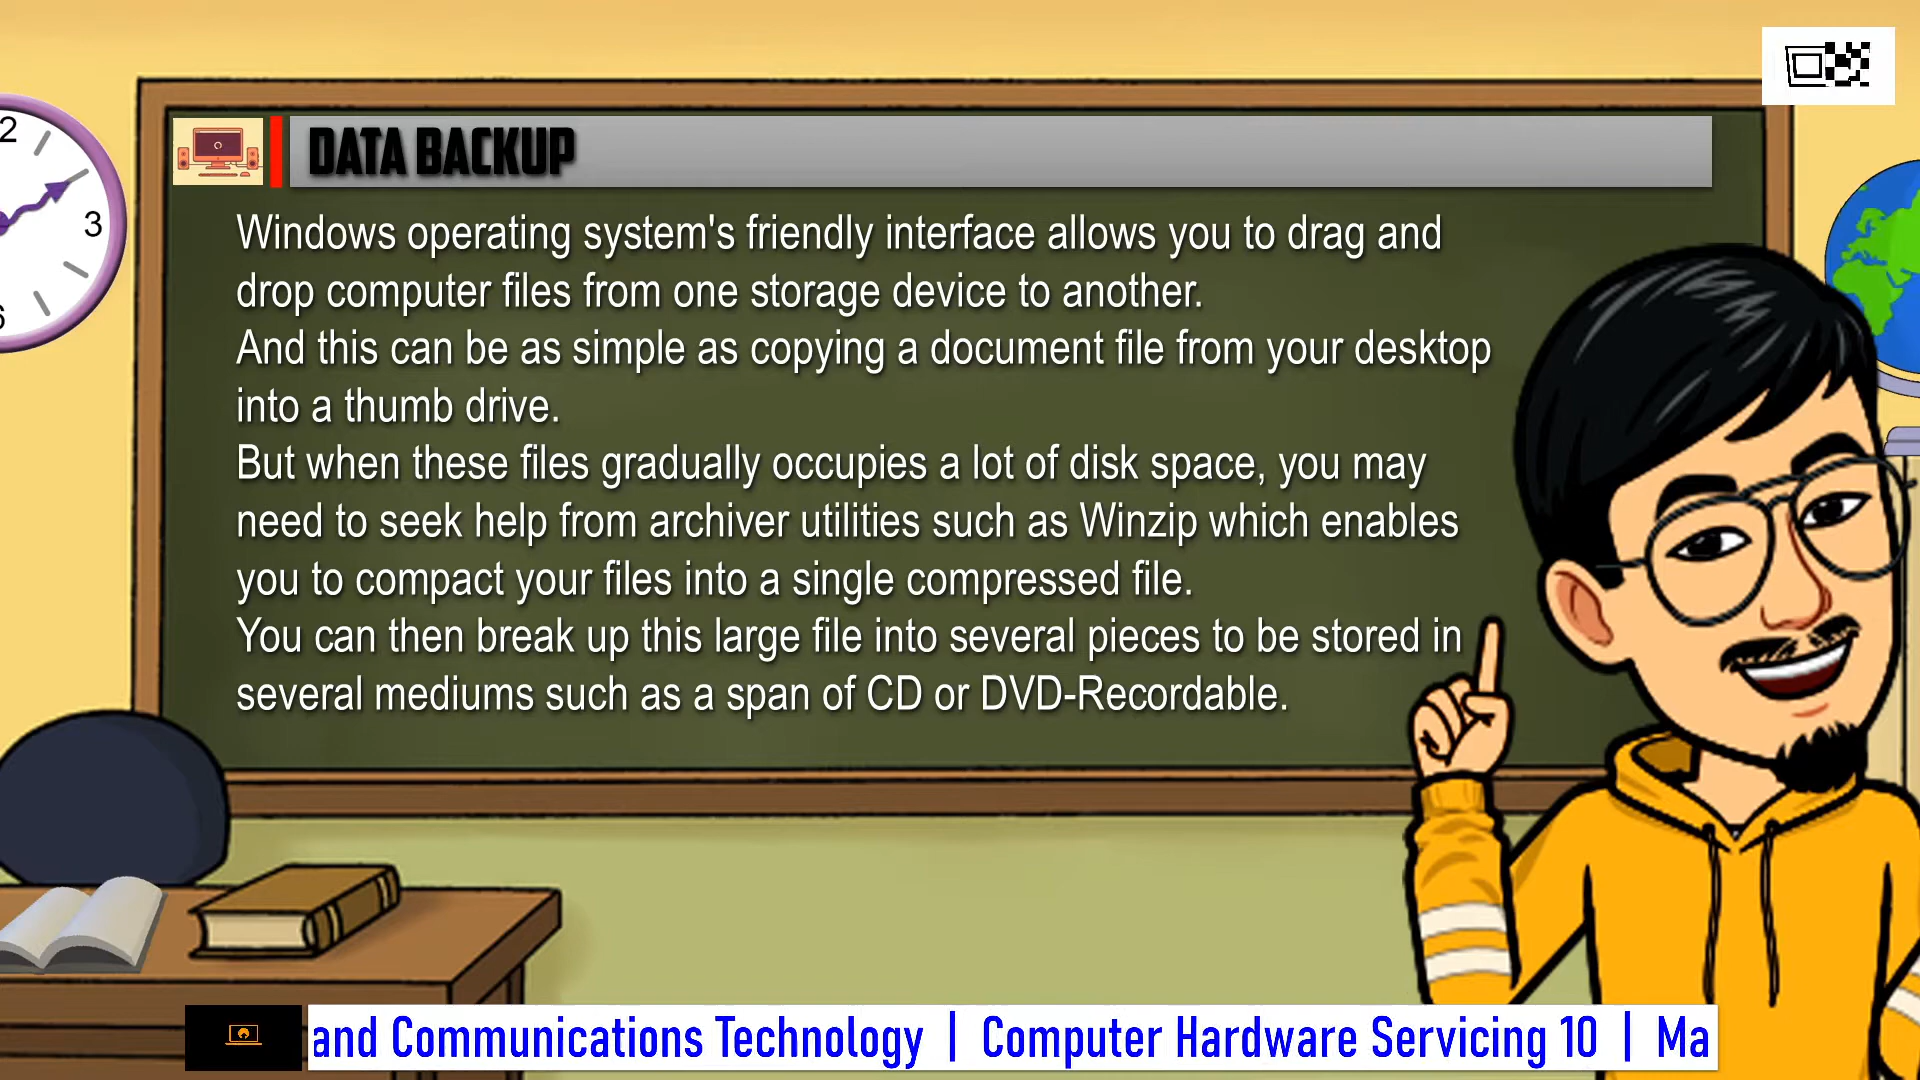 DATA BACKUP
Windows operating system's friendly interface allows you to drag and
drop computer files from one storage device to another.
And this can be as simple as copying a document file from your desktop
into a thumb drive.
But when these files gradually occupies a lot of disk space, you may
need to seek help from archiver utilities such as Winzip which enables
you to compact your files into a single compressed file.
You can then break up this large file into several pieces to be stored in
several mediums such as a span of CD or DVD-Recordable.
2
3
6
and Communications Technology | Computer Hardware Servicing 10 | Ma